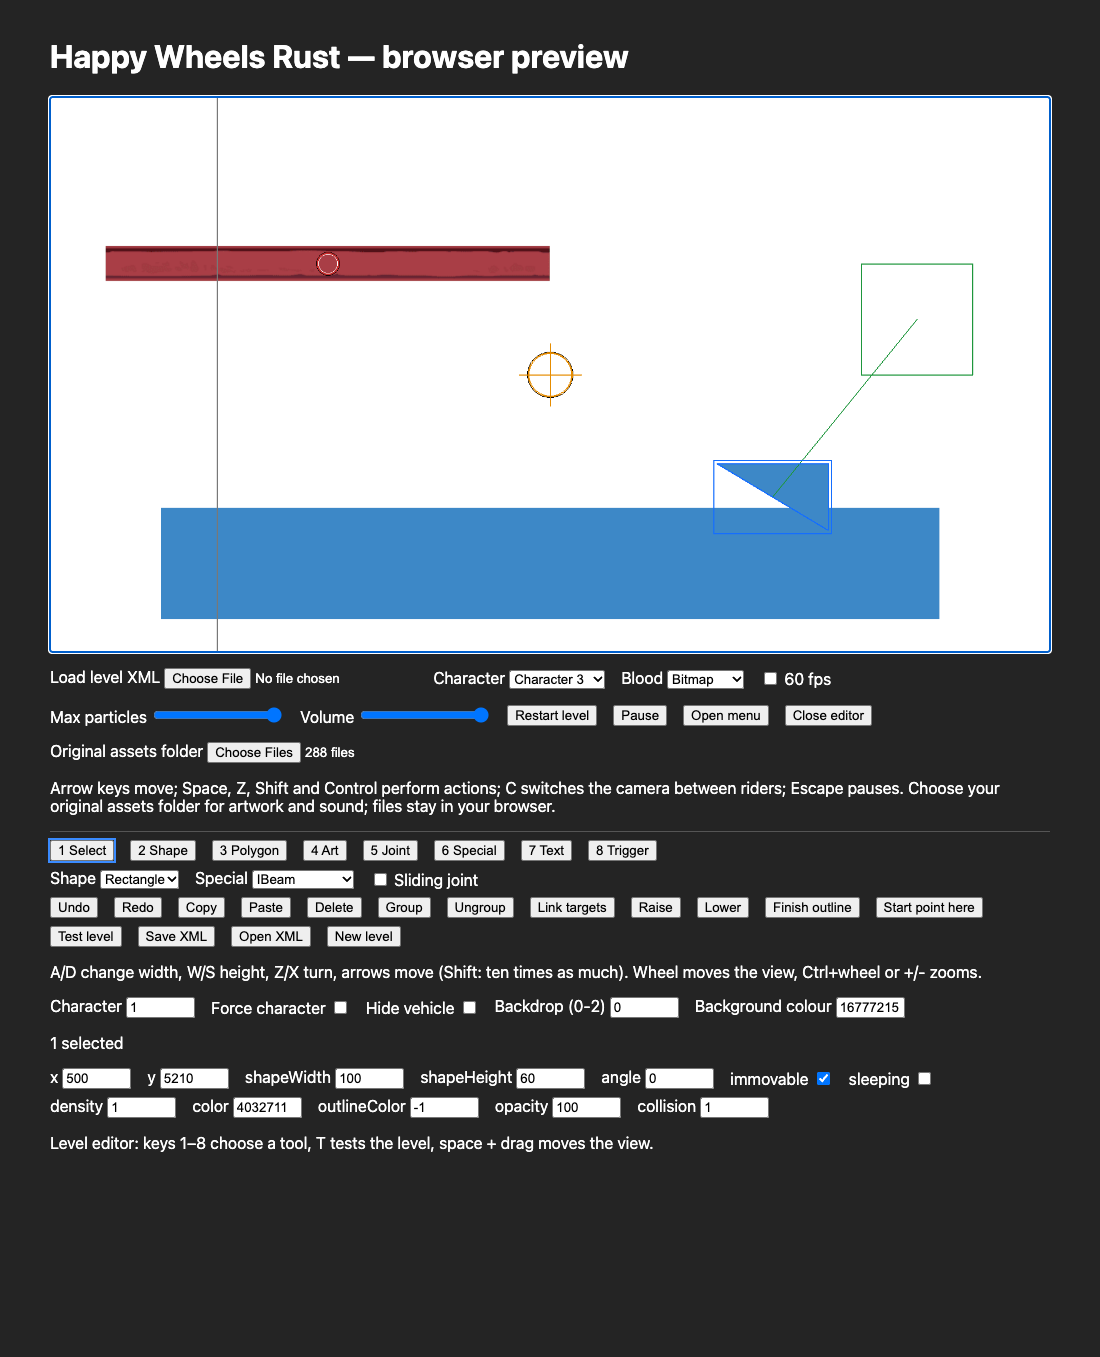 Happy Wheels Rust — browser preview
Load level XML Choose File No file chosen Character Character 3 Blood Bitmap 60 fps
Max particles Volume Restart level Pause Open menu Close editor
Original assets folder Choose Files 288 files
Arrow keys move; Space, Z, Shift and Control perform actions; C switches the camera between riders; Escape pauses. Choose your
original assets folder for artwork and sound; files stay in your browser.
1 Select 2 Shape 3 Polygon 4 Art 5 Joint 6 Special 7 Text 8 Trigger
Shape Rectangle Special IBeam Sliding joint
Undo Redo Copy Paste Delete Group Ungroup Link targets Raise Lower Finish outline Start point here
Test level Save XML Open XML New level
A/D change width, W/S height, Z/X turn, arrows move (Shift: ten times as much). Wheel moves the view, Ctrl+wheel or +/- zooms.
Character 1 Force character Hide vehicle Backdrop (0-2) 0 Background colour 16777215
1 selected
x 500 y 5210 shapeWidth 100 shapeHeight 60 angle 0 immovable sleeping
density 1 color 4032711 outlineColor -1 opacity 100 collision 1
Level editor: keys 1–8 choose a tool, T tests the level, space + drag moves the view.